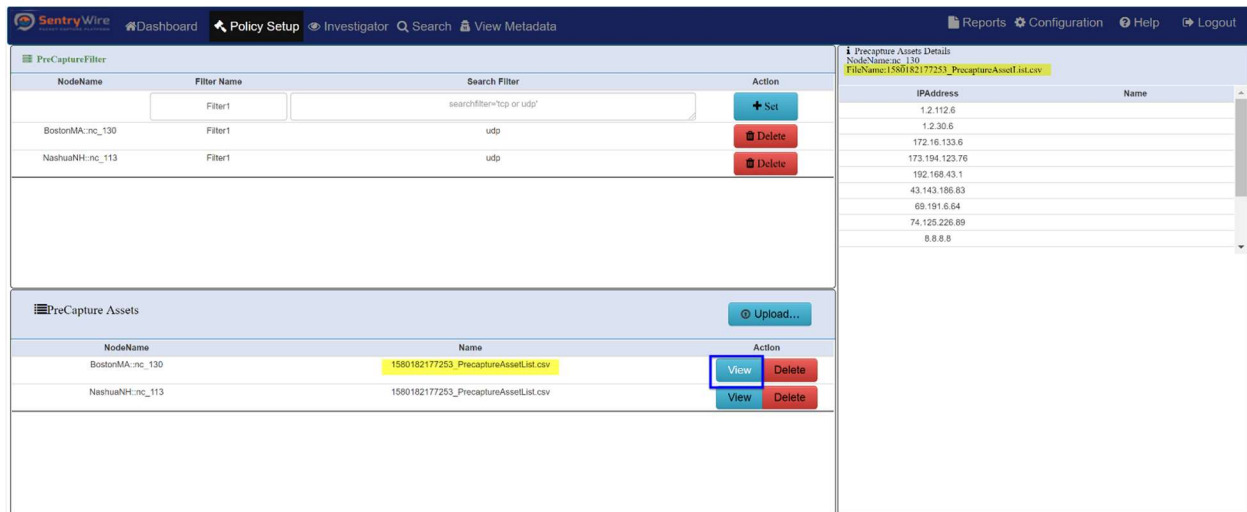 SentryWire Dashboard Policy Setup Investigator Search View Metadata Reports Configuration Help Logout
PreCaptureFilter
NodeName Filter Name Search Filter Action
Filter1 searchfilter='tcp or udp' Set
BostonMA::nc_130 Filter1 udp Delete
NashuaNH::nc_113 Filter1 udp Delete
PreCapture Assets Upload...
NodeName Name Action
BostonMA::nc_130 1580182177253_PrecaptureAssetList.csv View Delete
NashuaNH::nc_113 1580182177253_PrecaptureAssetList.csv View Delete
Precapture Assets Details
NodeName:nc_130
FileName:1580182177253_PrecaptureAssetList.csv
IPAddress Name
1.2.112.6
1.2.30.6
172.16.133.6
173.194.123.76
192.168.43.1
43.143.186.83
69.191.6.64
74.125.226.89
8.8.8.8